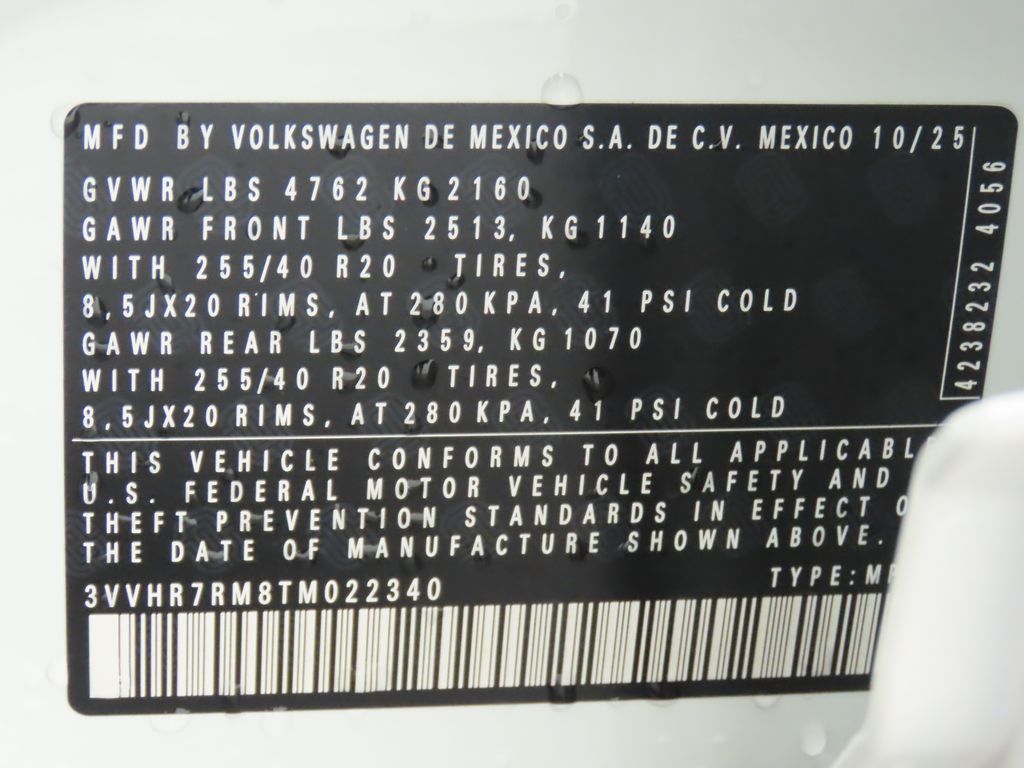 MFD BY VOLKSWAGEN DE MEXICO S.A. DE C.V. MEXICO 10/25
GVWR LBS 4762 KG 2160
GAWR FRONT LBS 2513, KG 1140
WITH 255/40 R20 TIRES,
8,5JX20 RIMS, AT 280 KPA, 41 PSI COLD
GAWR REAR LBS 2359, KG 1070
WITH 255/40 R20 TIRES,
8,5JX20 RIMS, AT 280 KPA, 41 PSI COLD
4238232 4056
THIS VEHICLE CONFORMS TO ALL
U.S. FEDERAL MOTOR VEHICLE SAFETY AND
THEFT PREVENTION STANDARDS IN EFFECT
THE DATE OF MANUFACTURE SHOWN ABOVE.
3VVHR7RM8TM022340
TYPE: